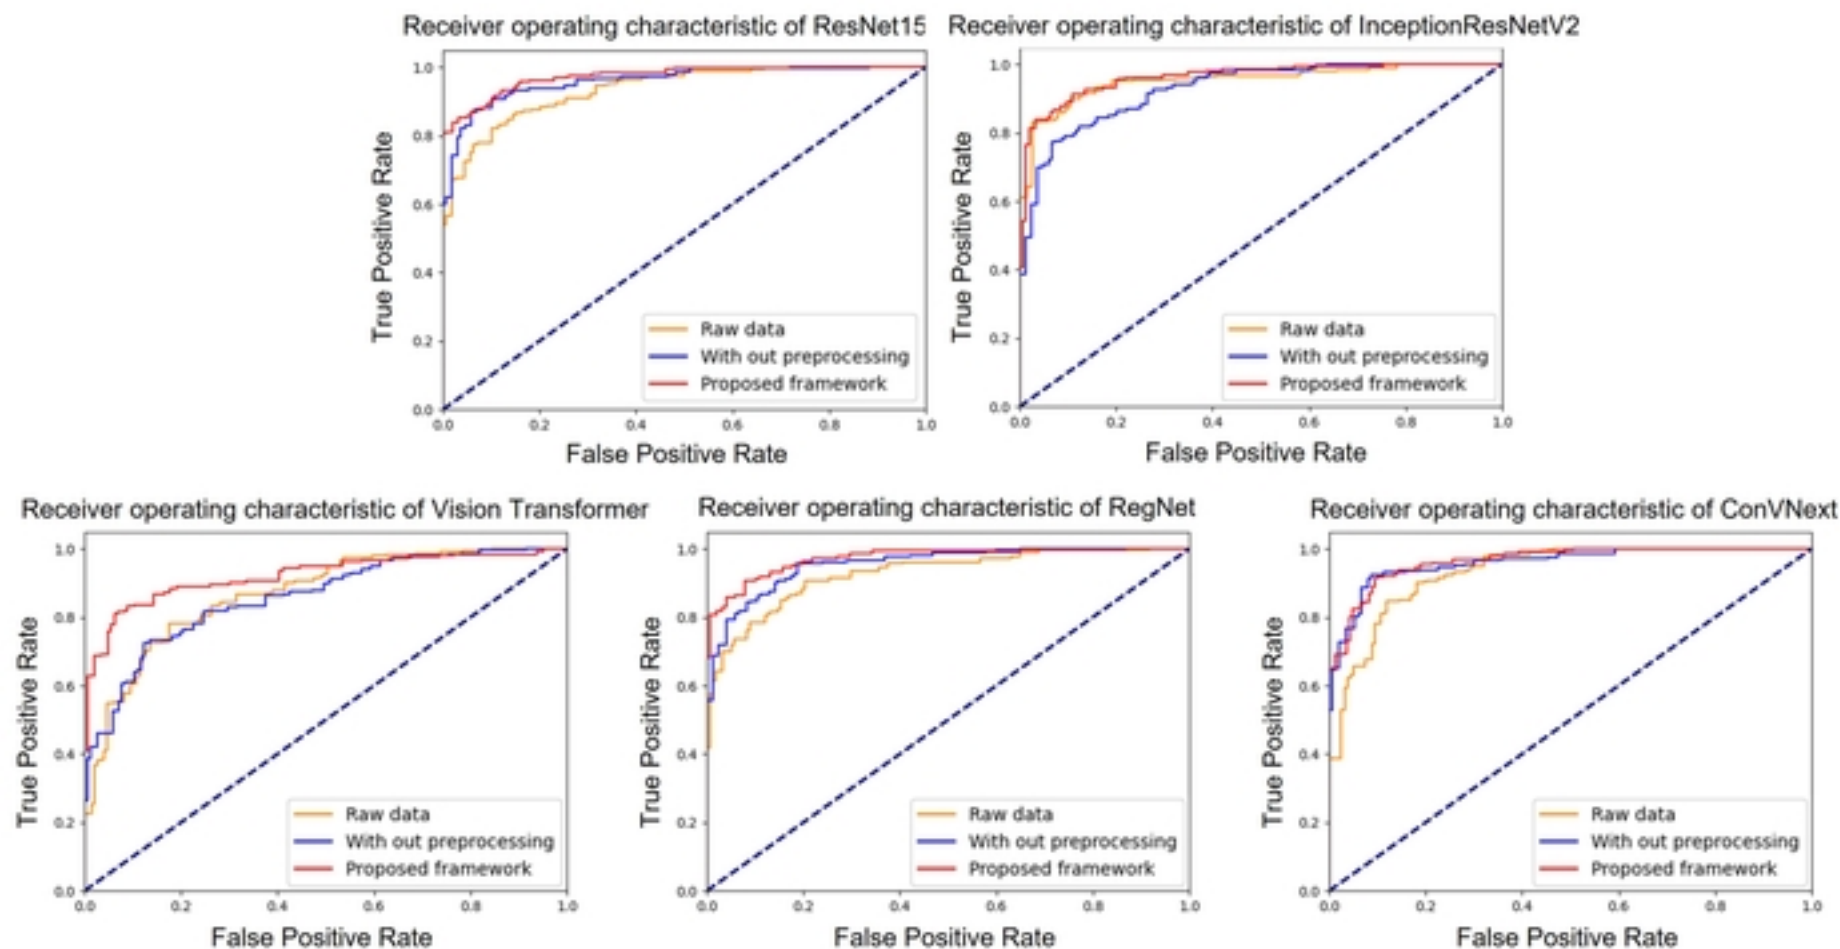 Receiver operating characteristic of ResNet15
True Positive Rate
1.0
0.8
0.6
0.4
0.2
0.0
Raw data
With out preprocessing
Proposed framework
0.0 0.2 0.4 0.6 0.8 1.0
False Positive Rate
Receiver operating characteristic of InceptionResNetV2
True Positive Rate
1.0
0.8
0.6
0.4
0.2
0.0
Raw data
With out preprocessing
Proposed framework
0.0 0.2 0.4 0.6 0.8 1.0
False Positive Rate
Receiver operating characteristic of Vision Transformer
True Positive Rate
1.0
0.8
0.6
0.4
0.2
0.0
Raw data
With out preprocessing
Proposed framework
0.0 0.2 0.4 0.6 0.8 1.0
False Positive Rate
Receiver operating characteristic of RegNet
True Positive Rate
1.0
0.8
0.6
0.4
0.2
0.0
Raw data
With out preprocessing
Proposed framework
0.0 0.2 0.4 0.6 0.8 1.0
False Positive Rate
Receiver operating characteristic of ConVNext
True Positive Rate
1.0
0.8
0.6
0.4
0.2
0.0
Raw data
With out preprocessing
Proposed framework
0.0 0.2 0.4 0.6 0.8 1.0
False Positive Rate